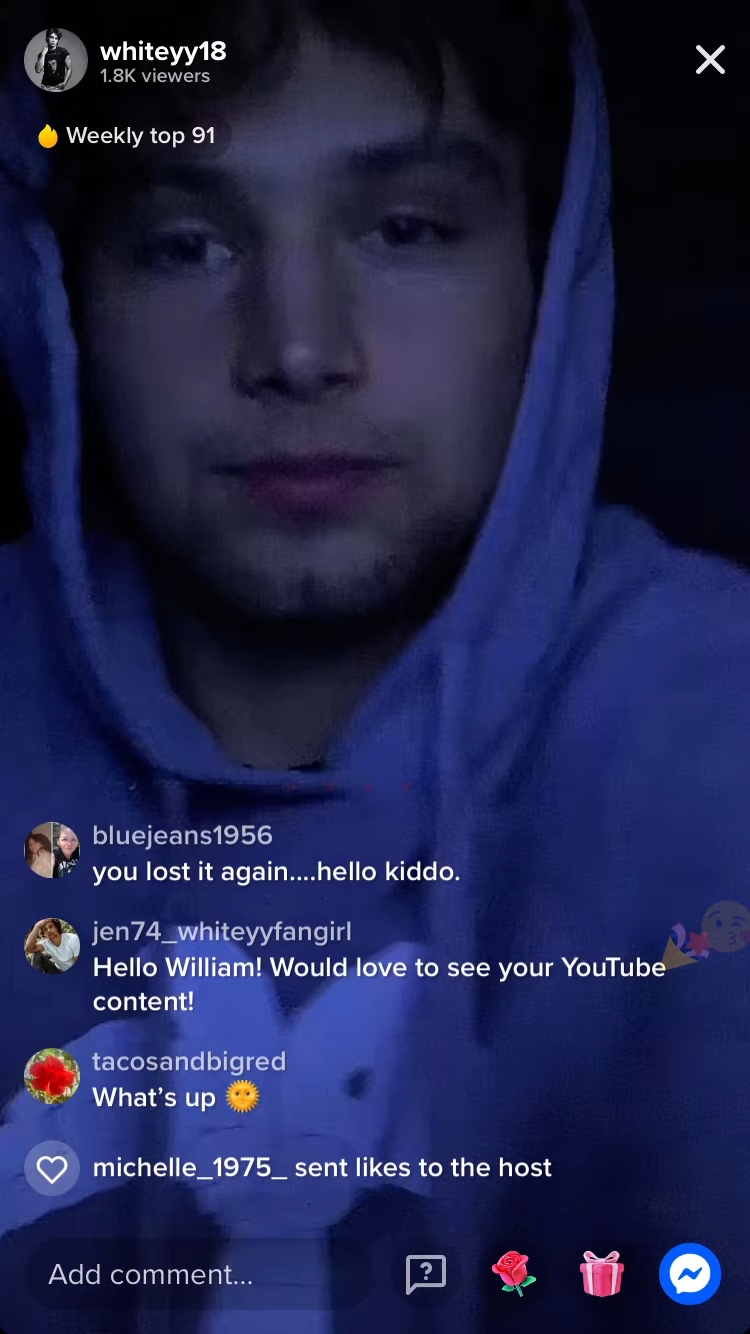 whiteyy18
1.8K viewers
Weekly top 91
bluejeans1956
you lost it again....hello kiddo.
jen74_whiteyyfangirl
Hello William! Would love to see your YouTube
content!
tacosandbigred
What's up 🌞
michelle_1975_ sent likes to the host
Add comment...